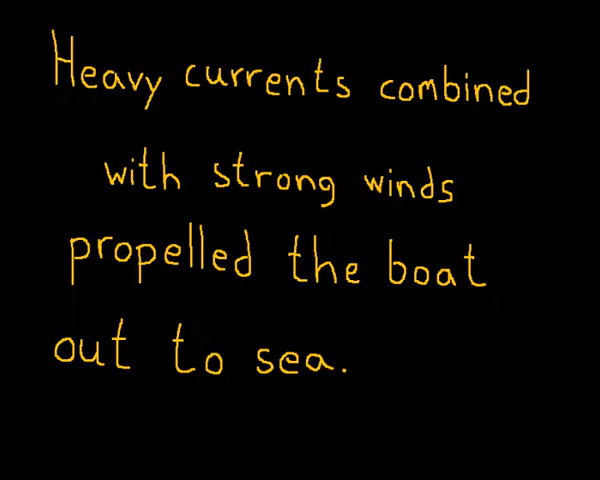 Heavy currents combined
with strong winds
propelled the boat
out to sea.